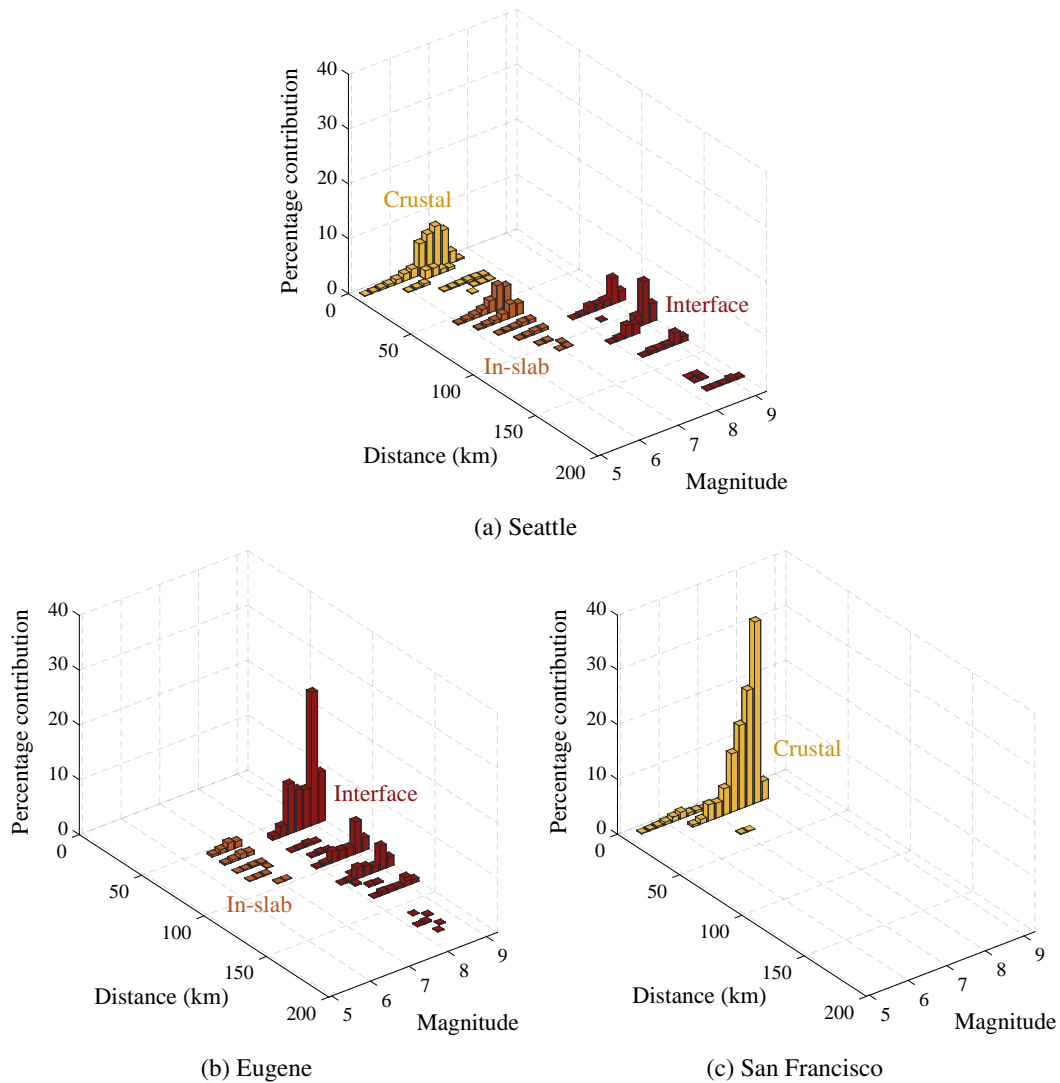 40
30
20
10
0
Percentage contribution
Crustal
Interface
In-slab
50
100
150
200
Distance (km)
5
6
7
8
9
Magnitude
(a) Seattle
40
30
20
10
0
Percentage contribution
Interface
In-slab
0
50
100
150
200
Distance (km)
5
6
7
8
9
Magnitude
(b) Eugene
40
30
20
10
0
Percentage contribution
Crustal
0
50
100
150
200
Distance (km)
5
6
7
8
9
Magnitude
(c) San Francisco